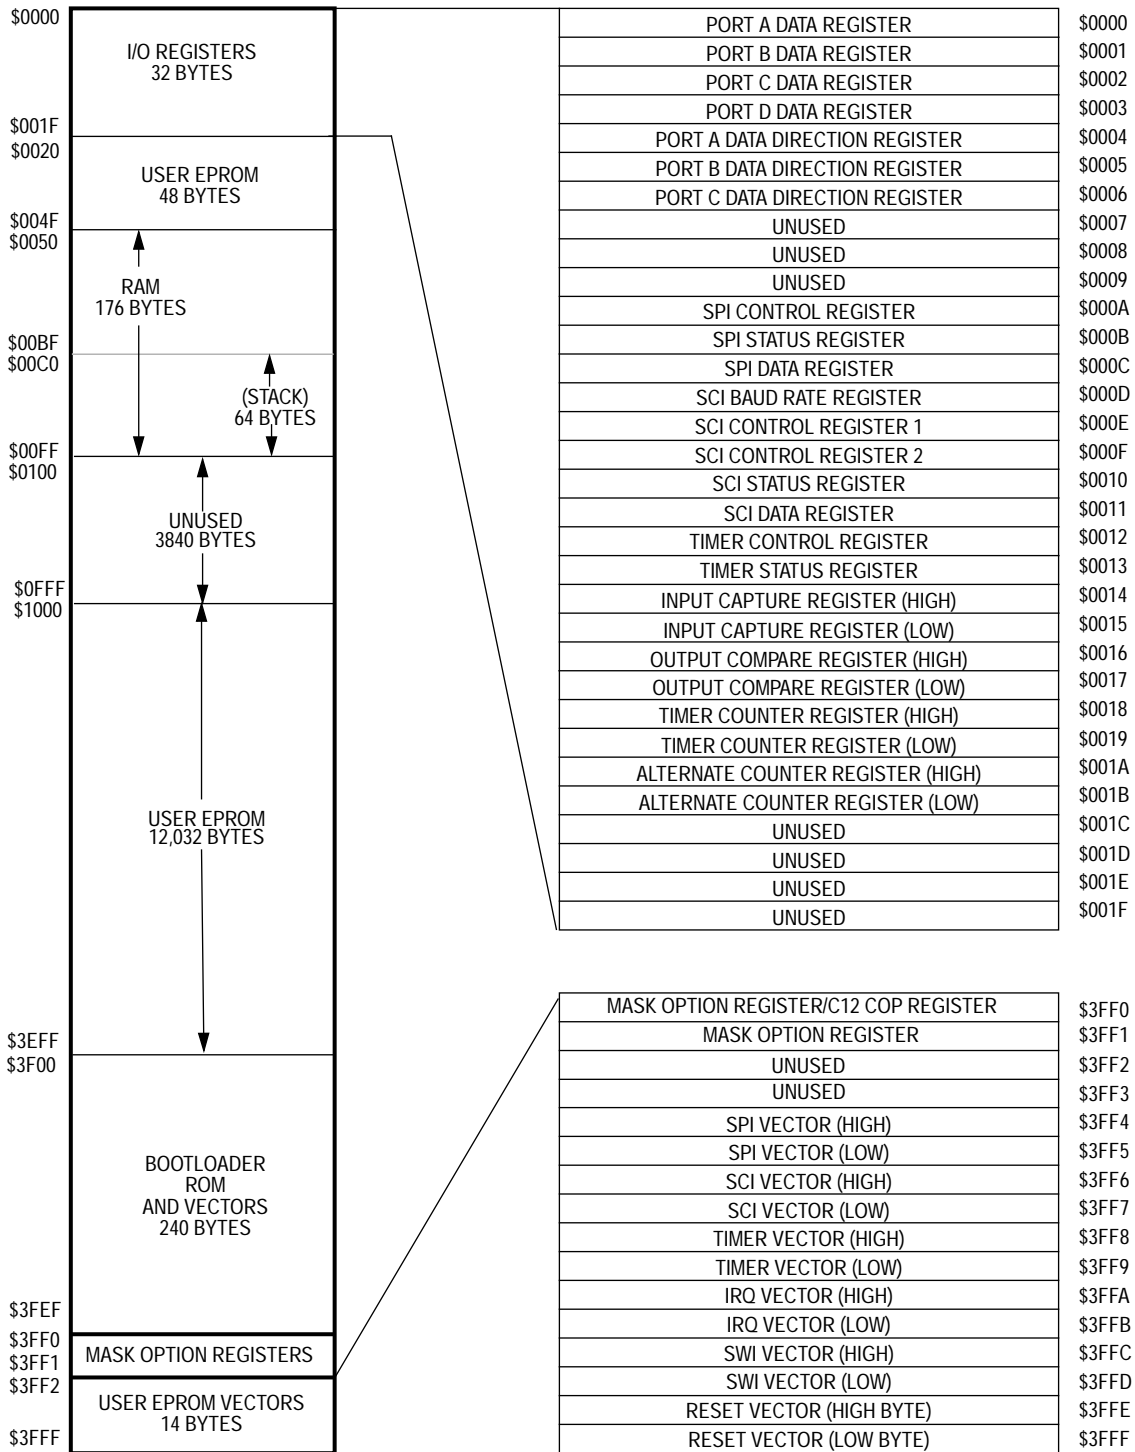 $0000
I/O REGISTERS
32 BYTES
$001F
$0020
USER EPROM
48 BYTES
$004F
$0050
RAM
176 BYTES
$00BF
$00C0
(STACK)
64 BYTES
$00FF
$0100
UNUSED
3840 BYTES
$0FFF
$1000
USER EPROM
12,032 BYTES
$3EFF
$3F00
BOOTLOADER
ROM
AND VECTORS
240 BYTES
$3FEF
$3FF0
$3FF1
MASK OPTION REGISTERS
$3FF2
USER EPROM VECTORS
14 BYTES
$3FFF
PORT A DATA REGISTER $0000
PORT B DATA REGISTER $0001
PORT C DATA REGISTER $0002
PORT D DATA REGISTER $0003
PORT A DATA DIRECTION REGISTER $0004
PORT B DATA DIRECTION REGISTER $0005
PORT C DATA DIRECTION REGISTER $0006
UNUSED $0007
UNUSED $0008
UNUSED $0009
SPI CONTROL REGISTER $000A
SPI STATUS REGISTER $000B
SPI DATA REGISTER $000C
SCI BAUD RATE REGISTER $000D
SCI CONTROL REGISTER 1 $000E
SCI CONTROL REGISTER 2 $000F
SCI STATUS REGISTER $0010
SCI DATA REGISTER $0011
TIMER CONTROL REGISTER $0012
TIMER STATUS REGISTER $0013
INPUT CAPTURE REGISTER (HIGH) $0014
INPUT CAPTURE REGISTER (LOW) $0015
OUTPUT COMPARE REGISTER (HIGH) $0016
OUTPUT COMPARE REGISTER (LOW) $0017
TIMER COUNTER REGISTER (HIGH) $0018
TIMER COUNTER REGISTER (LOW) $0019
ALTERNATE COUNTER REGISTER (HIGH) $001A
ALTERNATE COUNTER REGISTER (LOW) $001B
UNUSED $001C
UNUSED $001D
UNUSED $001E
UNUSED $001F
MASK OPTION REGISTER/C12 COP REGISTER $3FF0
MASK OPTION REGISTER $3FF1
UNUSED $3FF2
UNUSED $3FF3
SPI VECTOR (HIGH) $3FF4
SPI VECTOR (LOW) $3FF5
SCI VECTOR (HIGH) $3FF6
SCI VECTOR (LOW) $3FF7
TIMER VECTOR (HIGH) $3FF8
TIMER VECTOR (LOW) $3FF9
IRQ VECTOR (HIGH) $3FFA
IRQ VECTOR (LOW) $3FFB
SWI VECTOR (HIGH) $3FFC
SWI VECTOR (LOW) $3FFD
RESET VECTOR (HIGH BYTE) $3FFE
RESET VECTOR (LOW BYTE) $3FFF